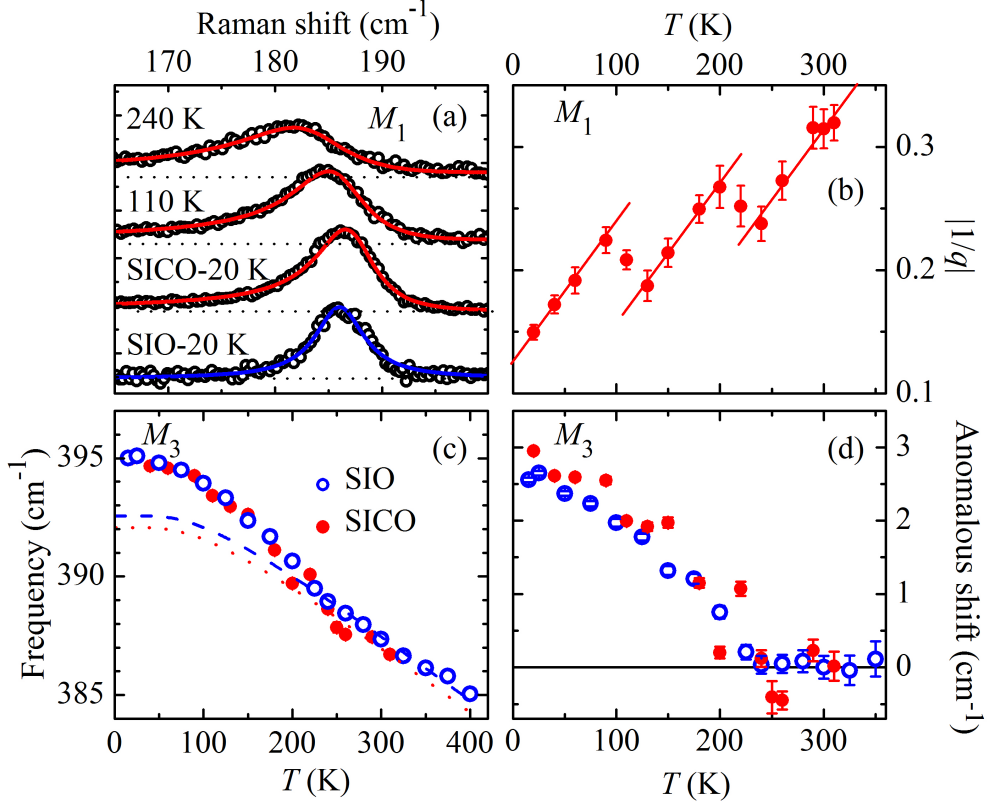 Raman shift (cm⁻¹)
170 180 190
T (K)
0 100 200 300
240 K
M₁ (a)
110 K
SICO-20 K
SIO-20 K
M₁
(b)
0.3
0.2
0.1
|1/q|
M₃ (c)
SIO
SICO
395
390
385
Frequency (cm⁻¹)
0 100 200 300 400
T (K)
M₃ (d)
3
2
1
0
Anomalous shift (cm⁻¹)
0 100 200 300
T (K)